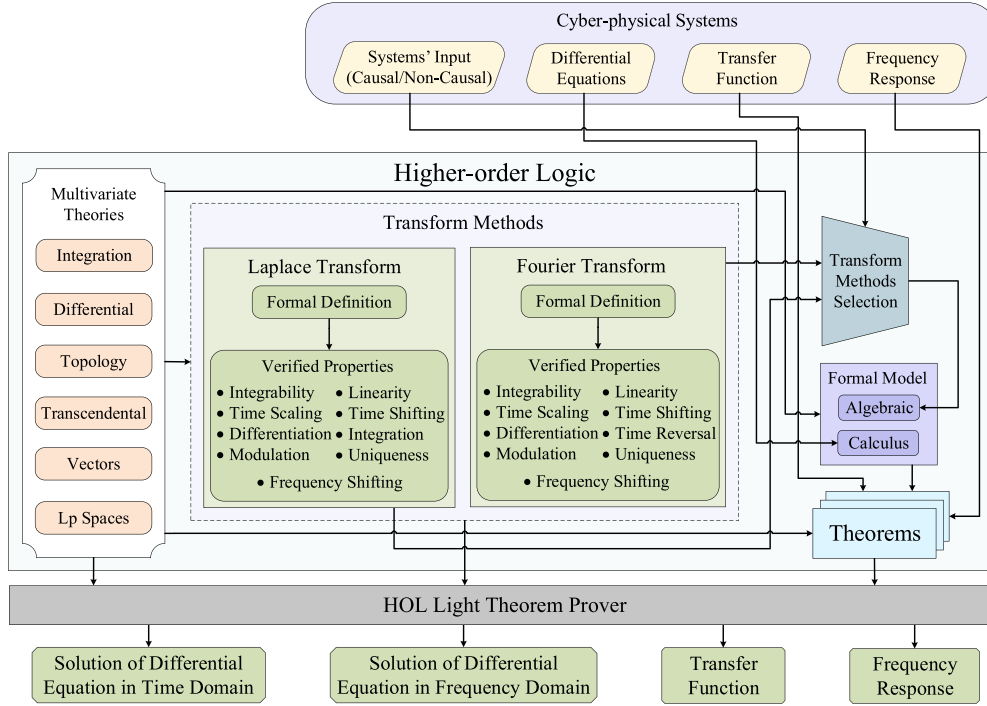 Cyber-physical Systems
Systems' Input
(Causal/Non-Causal)
Differential
Equations
Transfer
Function
Frequency
Response
Higher-order Logic
Multivariate
Theories
Integration
Differential
Topology
Transcendental
Vectors
Lp Spaces
Transform Methods
Laplace Transform
Formal Definition
Verified Properties
• Integrability • Linearity
• Time Scaling • Time Shifting
• Differentiation • Integration
• Modulation • Uniqueness
• Frequency Shifting
Fourier Transform
Formal Definition
Verified Properties
• Integrability • Linearity
• Time Scaling • Time Shifting
• Differentiation • Time Reversal
• Modulation • Uniqueness
• Frequency Shifting
Transform
Methods
Selection
Formal Model
Algebraic
Calculus
Theorems
HOL Light Theorem Prover
Solution of Differential
Equation in Time Domain
Solution of Differential
Equation in Frequency Domain
Transfer
Function
Frequency
Response